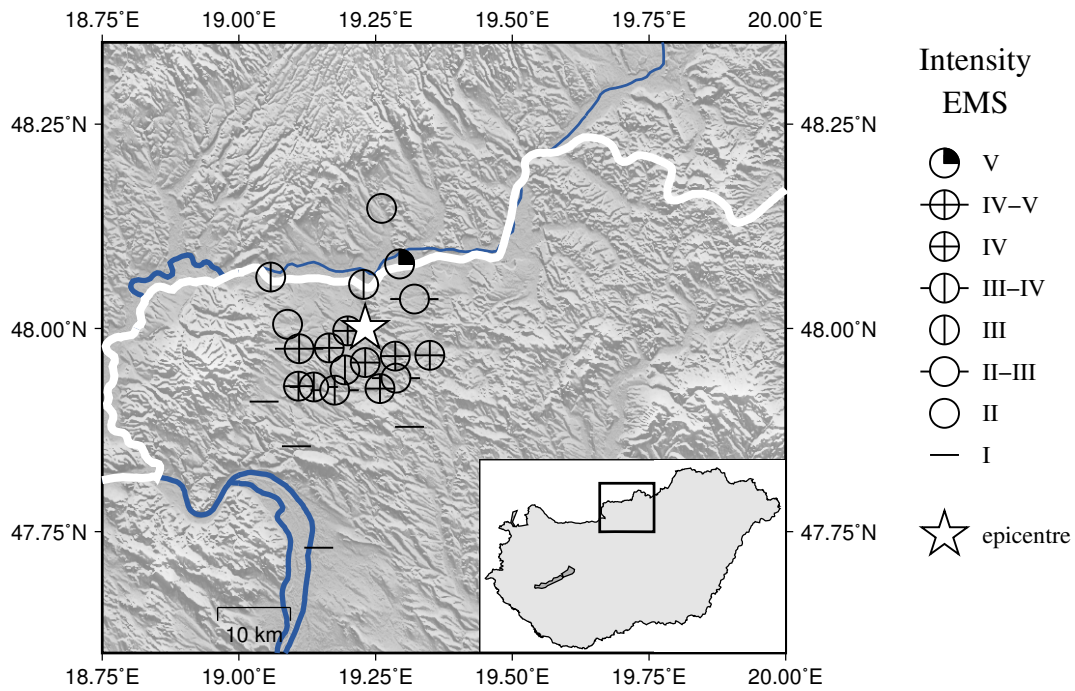 18.75˚E 19.00˚E 19.25˚E 19.50˚E 19.75˚E 20.00˚E
48.25˚N 48.25˚N
48.00˚N 48.00˚N
47.75˚N 47.75˚N
10 km
18.75˚E 19.00˚E 19.25˚E 19.50˚E 19.75˚E 20.00˚E
Intensity
EMS
V
IV−V
IV
III−IV
III
II−III
II
I
epicentre